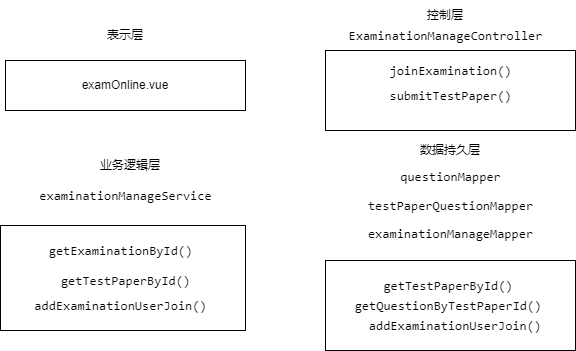 表示层
examOnline.vue
控制层
ExaminationManageController
joinExamination()
submitTestPaper()
业务逻辑层
examinationManageService
getExaminationById()
getTestPaperById()
addExaminationUserJoin()
数据持久层
questionMapper
testPaperQuestionMapper
examinationManageMapper
getTestPaperById()
getQuestionByTestPaperId()
addExaminationUserJoin()